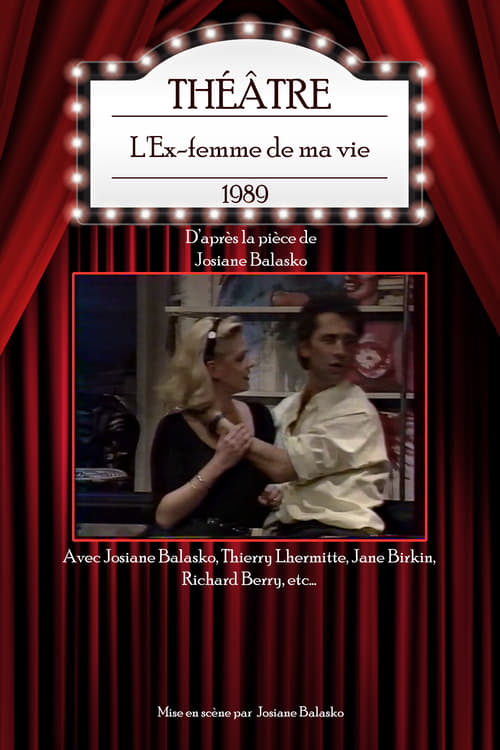 THÉÂTRE
L'Ex-femme de ma vie
1989
D'après la pièce de
Josiane Balasko
Avec Josiane Balasko, Thierry Lhermitte, Jane Birkin,
Richard Berry, etc...
Mise en scène par Josiane Balasko